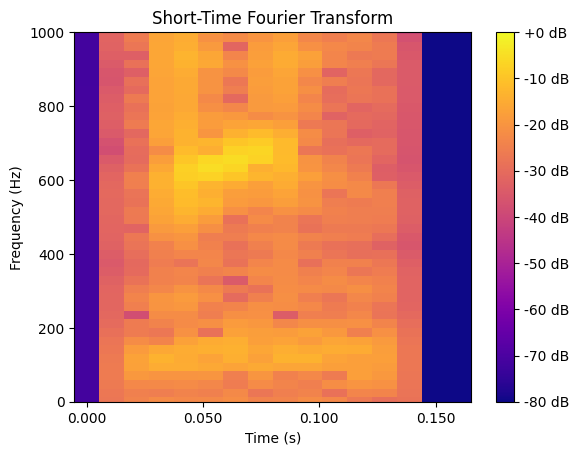 Short-Time Fourier Transform
1000
800
600
400
200
0
Frequency (Hz)
0.000
0.050
0.100
0.150
Time (s)
+0 dB
-10 dB
-20 dB
-30 dB
-40 dB
-50 dB
-60 dB
-70 dB
-80 dB